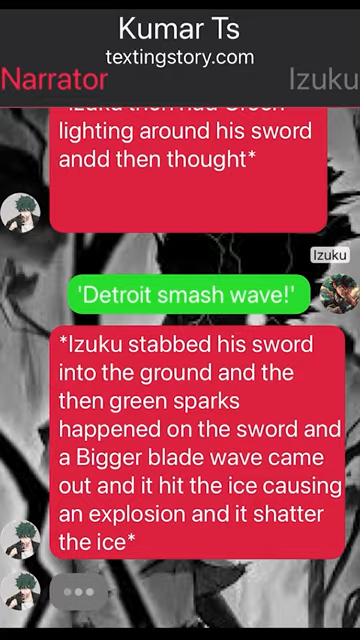 Kumar Ts
textingstory.com
Narrator
Izuku
lighting around his sword
andd then thought*
Izuku
'Detroit smash wave!'
*Izuku stabbed his sword
into the ground and the
then green sparks
happened on the sword and
a Bigger blade wave came
out and it hit the ice causing
an explosion and it shatter
the ice*